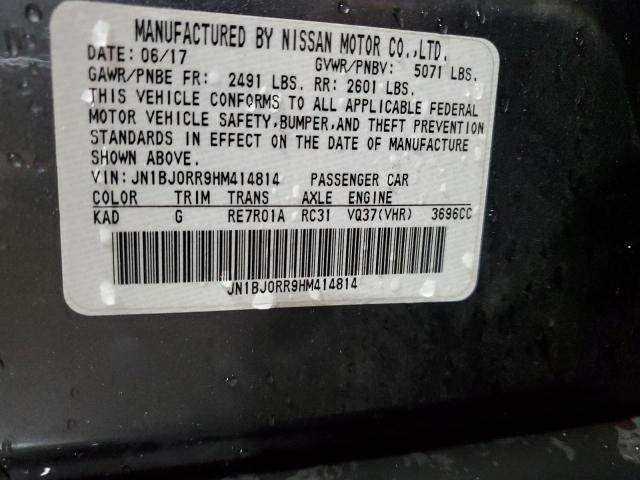 MANUFACTURED BY NISSAN MOTOR CO.,LTD.
DATE: 06/17 GVWR/PNBV: 5071 LBS.
GAWR/PNBE FR: 2491 LBS. RR: 2601 LBS.
THIS VEHICLE CONFORMS TO ALL APPLICABLE FEDERAL
MOTOR VEHICLE SAFETY,BUMPER,AND THEFT PREVENTION
STANDARDS IN EFFECT ON THE DATE OF MANUFACTURE
SHOWN ABOVE.
VIN:JN1BJ0RR9HM414814 PASSENGER CAR
COLOR TRIM TRANS AXLE ENGINE
KAD G RE7R01A RC31 VQ37(VHR) 3696CC
JN1BJ0RR9HM414814